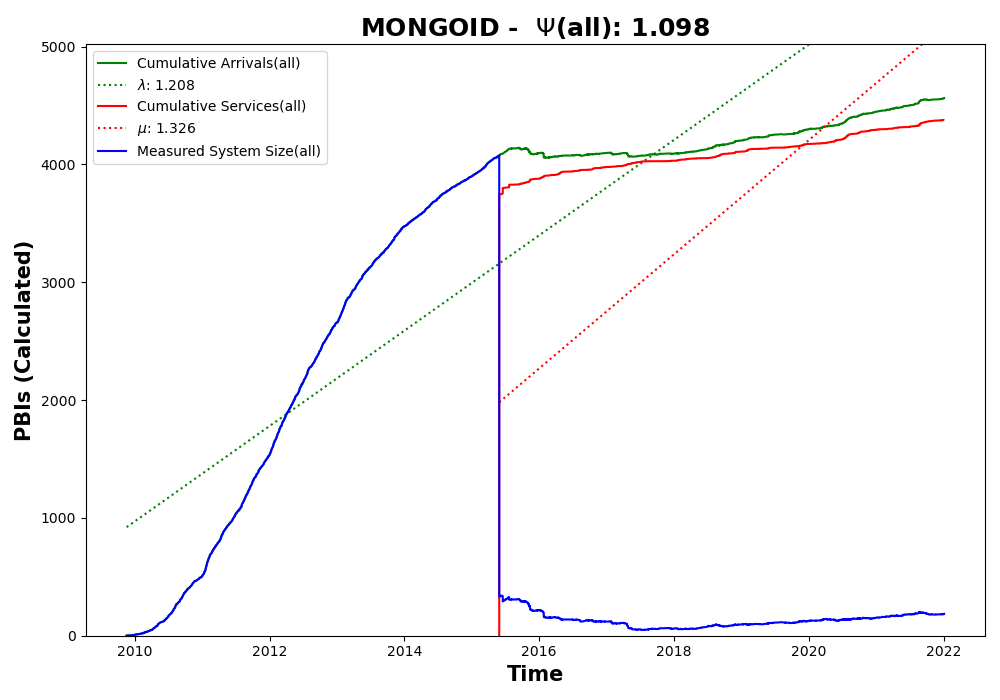 MONGOID -  Ψ(all): 1.098
Cumulative Arrivals(all)
λ: 1.208
Cumulative Services(all)
μ: 1.326
Measured System Size(all)
PBIs (Calculated)
5000
4000
3000
2000
1000
0
2010 2012 2014 2016 2018 2020 2022
Time